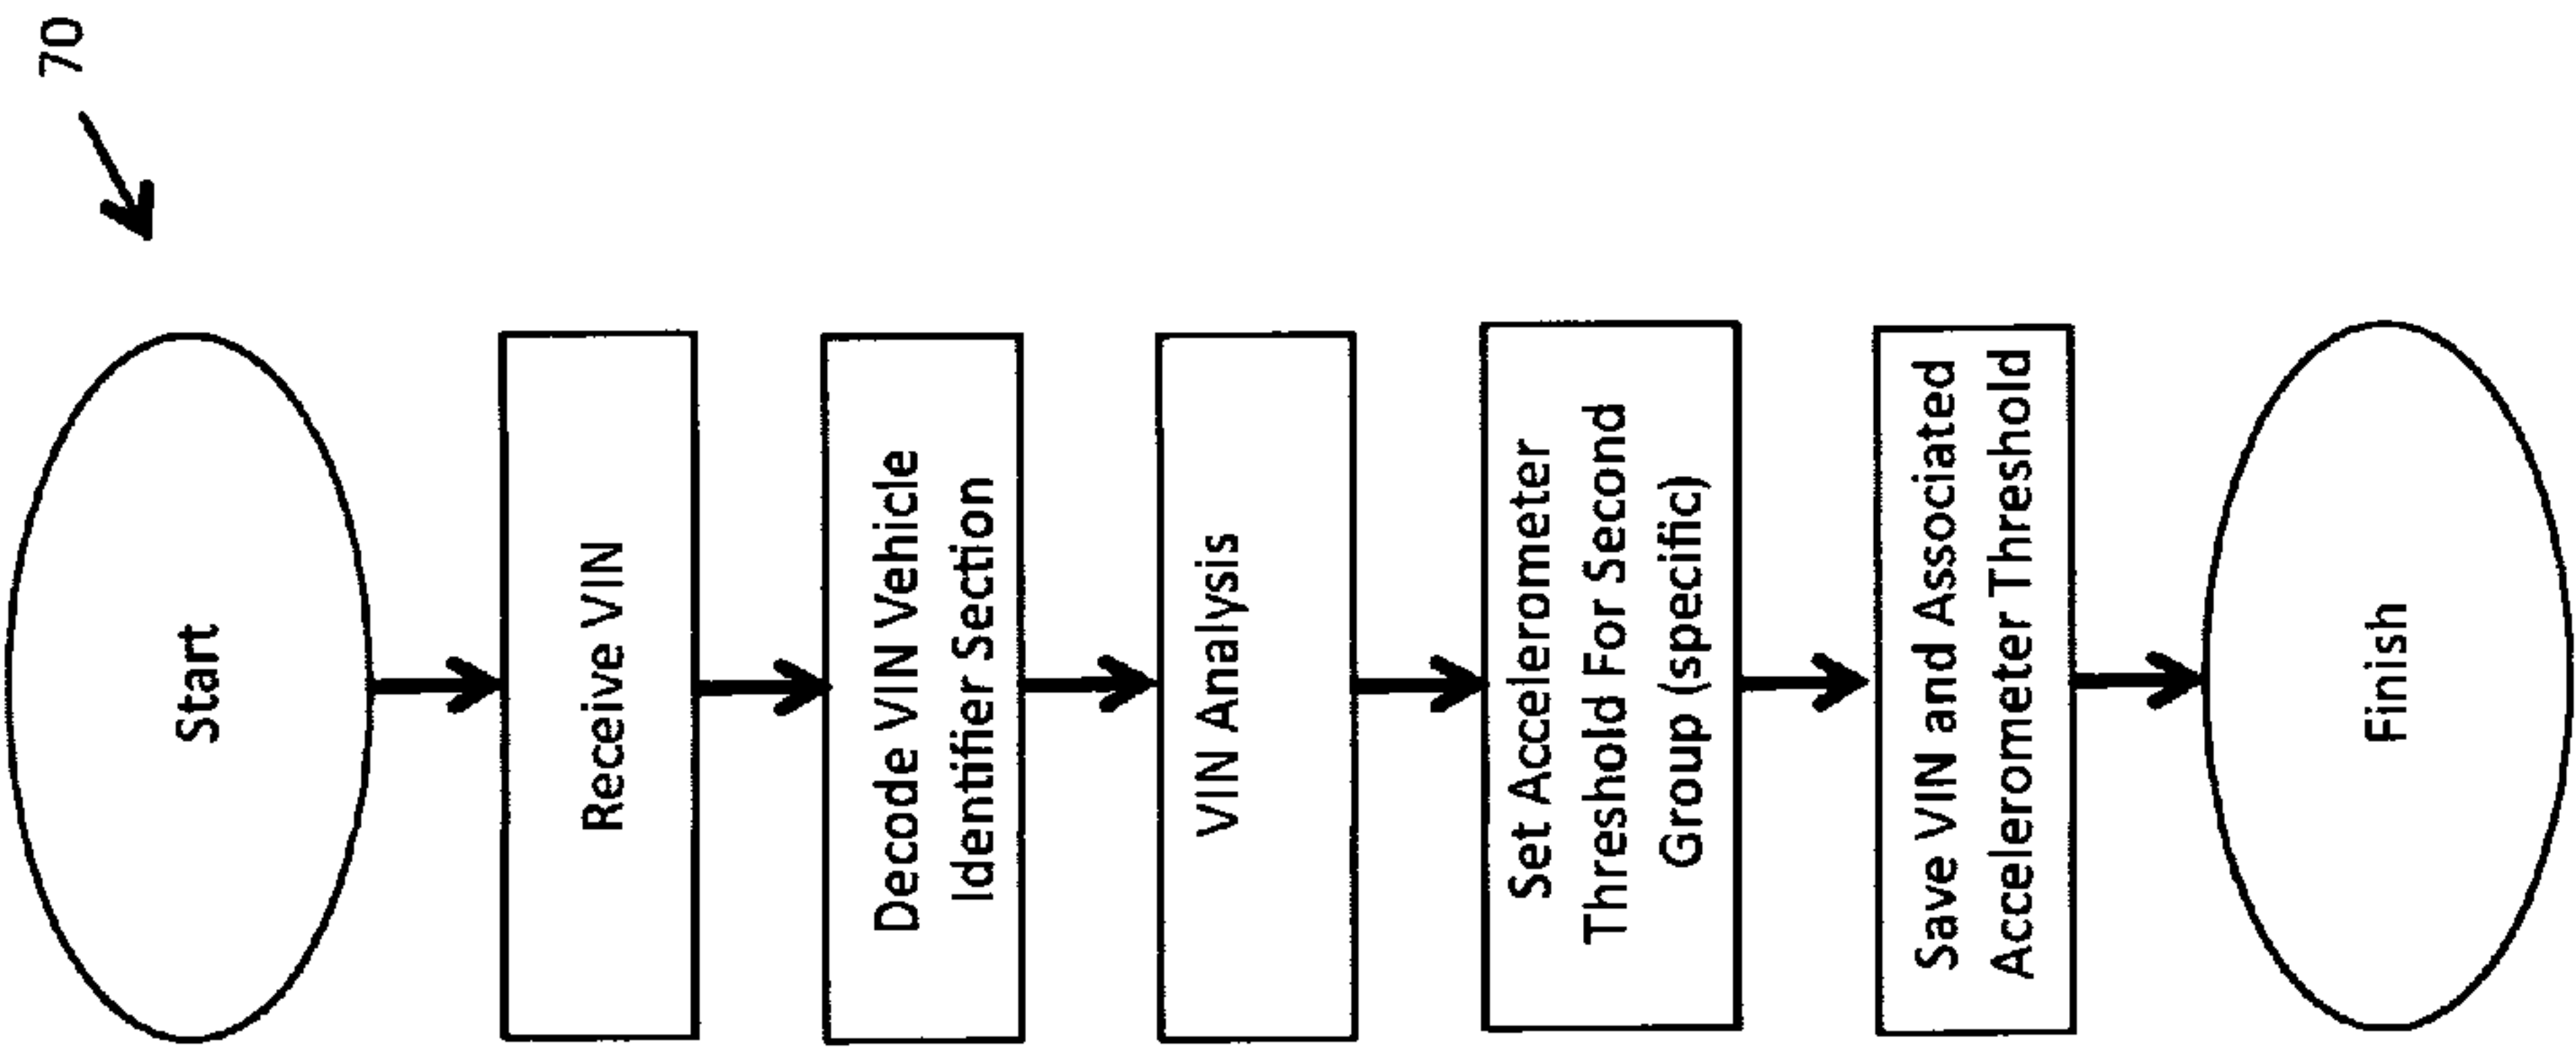 70
Start
Receive VIN
Decode VIN Vehicle
Identifier Section
VIN Analysis
Set Accelerometer
Threshold For Second
Group (specific)
Save VIN and Associated
Accelerometer Threshold
Finish